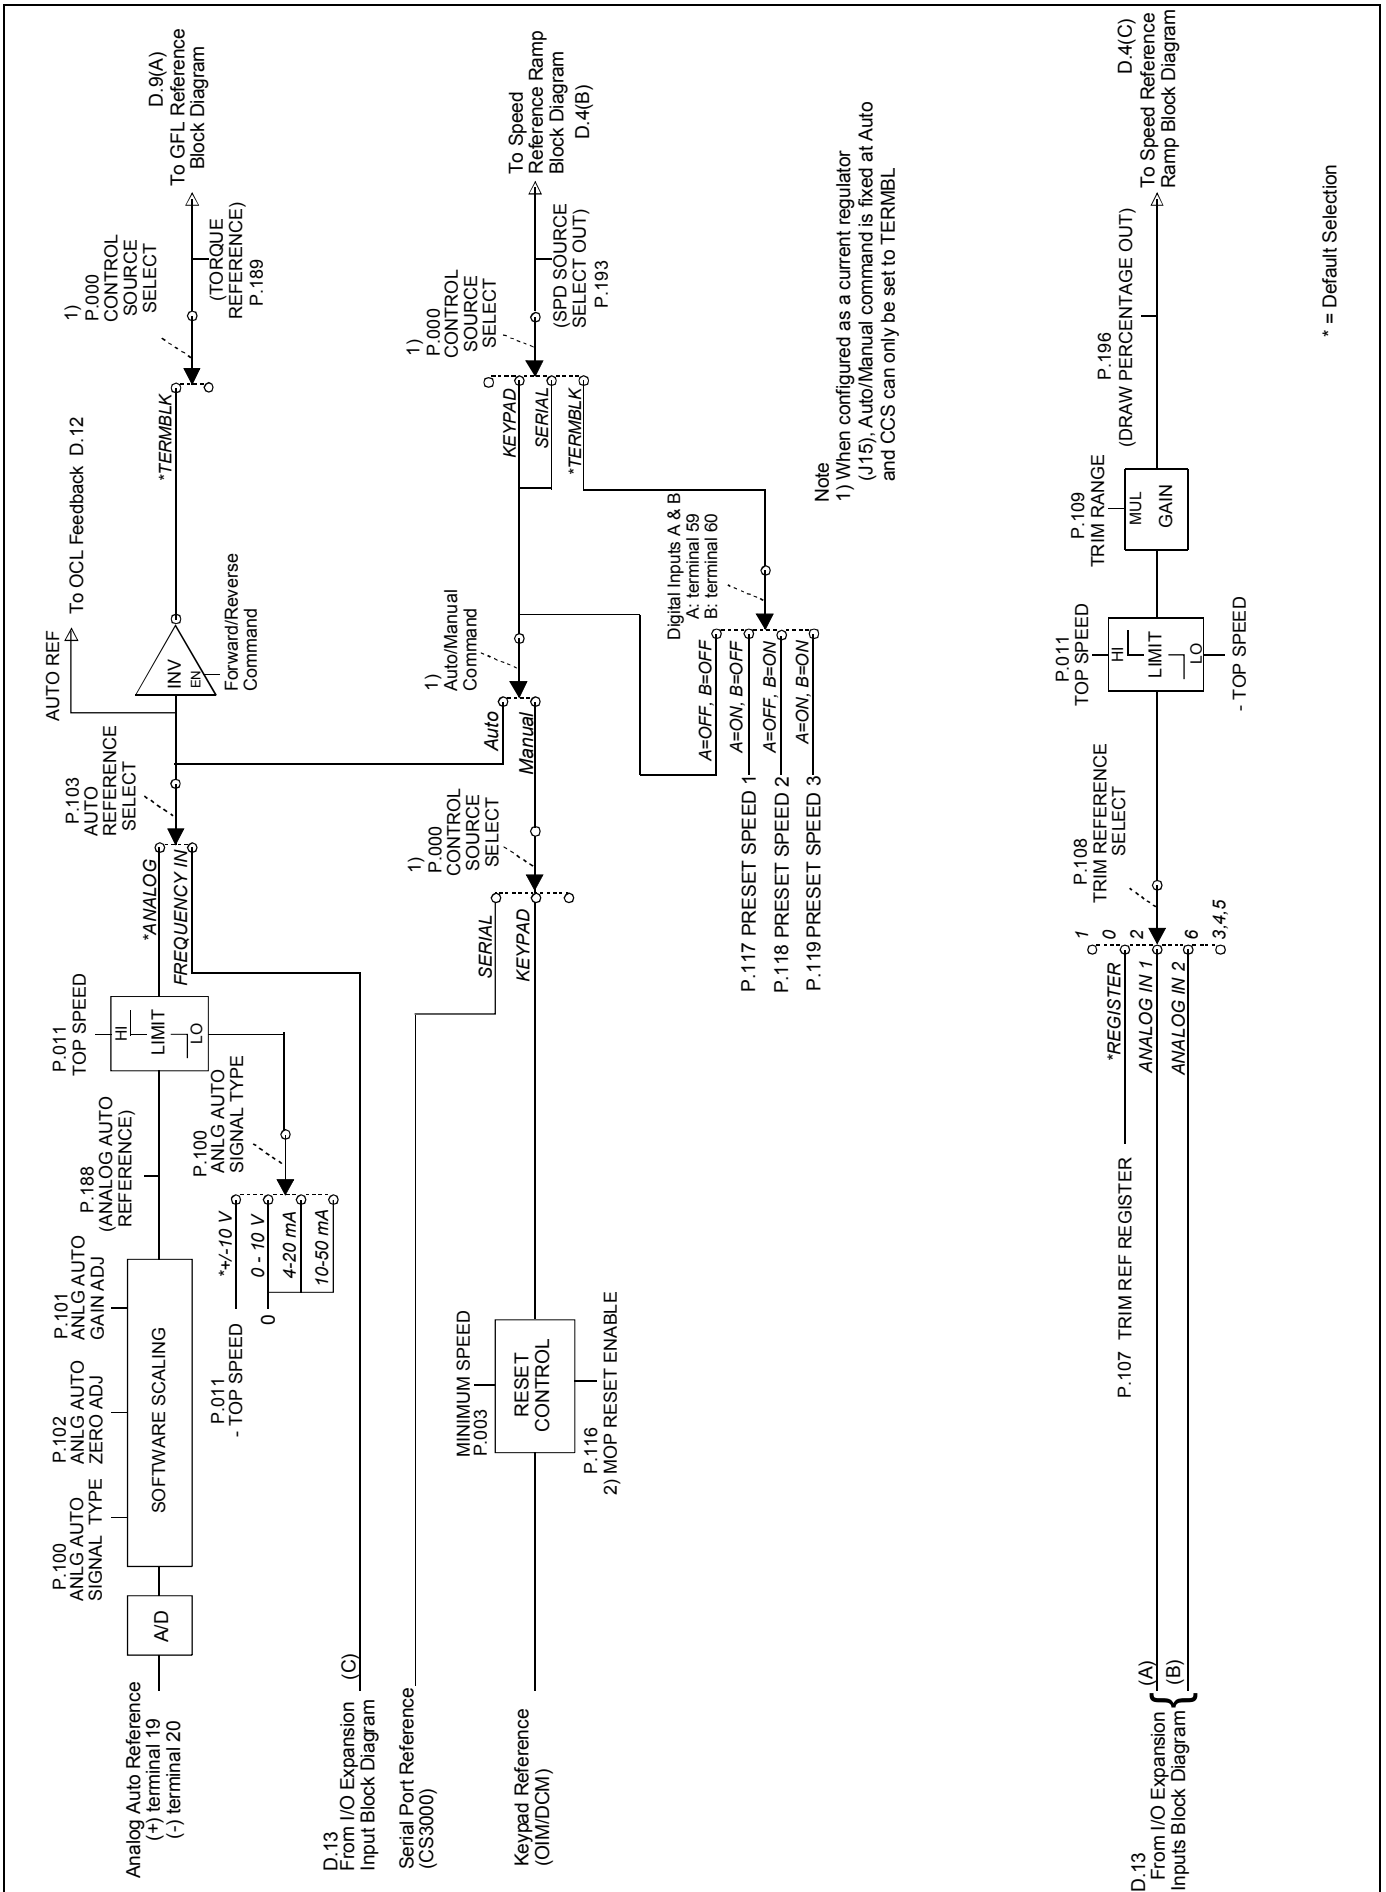 Analog Auto Reference
(+) terminal 19
(-) terminal 20
A/D
P.100
ANLG AUTO
SIGNAL TYPE
P.102
ANLG AUTO
ZERO ADJ
P.101
ANLG AUTO
GAIN ADJ
SOFTWARE SCALING
P.188
(ANALOG AUTO
REFERENCE)
P.011
TOP SPEED
HI
LIMIT
LO
P.011
- TOP SPEED
0
*+/-10 V
0 - 10 V
4-20 mA
10-50 mA
P.100
ANLG AUTO
SIGNAL TYPE
*ANALOG
FREQUENCY IN
P.103
AUTO
REFERENCE
SELECT
AUTO REF
To OCL Feedback D.12
INV
EN
Forward/Reverse
Command
*TERMBLK
1)
P.000
CONTROL
SOURCE
SELECT
(TORQUE
REFERENCE)
P.189
D.9(A)
To GFL Reference
Block Diagram
D.13
From I/O Expansion
Input Block Diagram
(C)
Serial Port Reference
(CS3000)
Keypad Reference
(OIM/DCM)
MINIMUM SPEED
P.003
RESET
CONTROL
P.116
2) MOP RESET ENABLE
SERIAL
KEYPAD
1)
P.000
CONTROL
SOURCE
SELECT
Auto
Manual
1)
Auto/Manual
Command
KEYPAD
SERIAL
*TERMBLK
1)
P.000
CONTROL
SOURCE
SELECT
(SPD SOURCE
SELECT OUT)
P.193
To Speed
Reference Ramp
Block Diagram
D.4(B)
P.117 PRESET SPEED 1
P.118 PRESET SPEED 2
P.119 PRESET SPEED 3
A=OFF, B=OFF
A=ON, B=OFF
A=OFF, B=ON
A=ON, B=ON
Digital Inputs A & B
A: terminal 59
B: terminal 60
Note
1) When configured as a current regulator
(J15), Auto/Manual command is fixed at Auto
and CCS can only be set to TERMBL
D.13
From I/O Expansion
Inputs Block Diagram
(A)
(B)
P.107 TRIM REF REGISTER
*REGISTER
ANALOG IN 1
ANALOG IN 2
1
0
2
6
3,4,5
P.108
TRIM REFERENCE
SELECT
P.011
TOP SPEED
HI
LIMIT
LO
- TOP SPEED
P.109
TRIM RANGE
MUL
GAIN
P.196
(DRAW PERCENTAGE OUT)
D.4(C)
To Speed Reference
Ramp Block Diagram
* = Default Selection